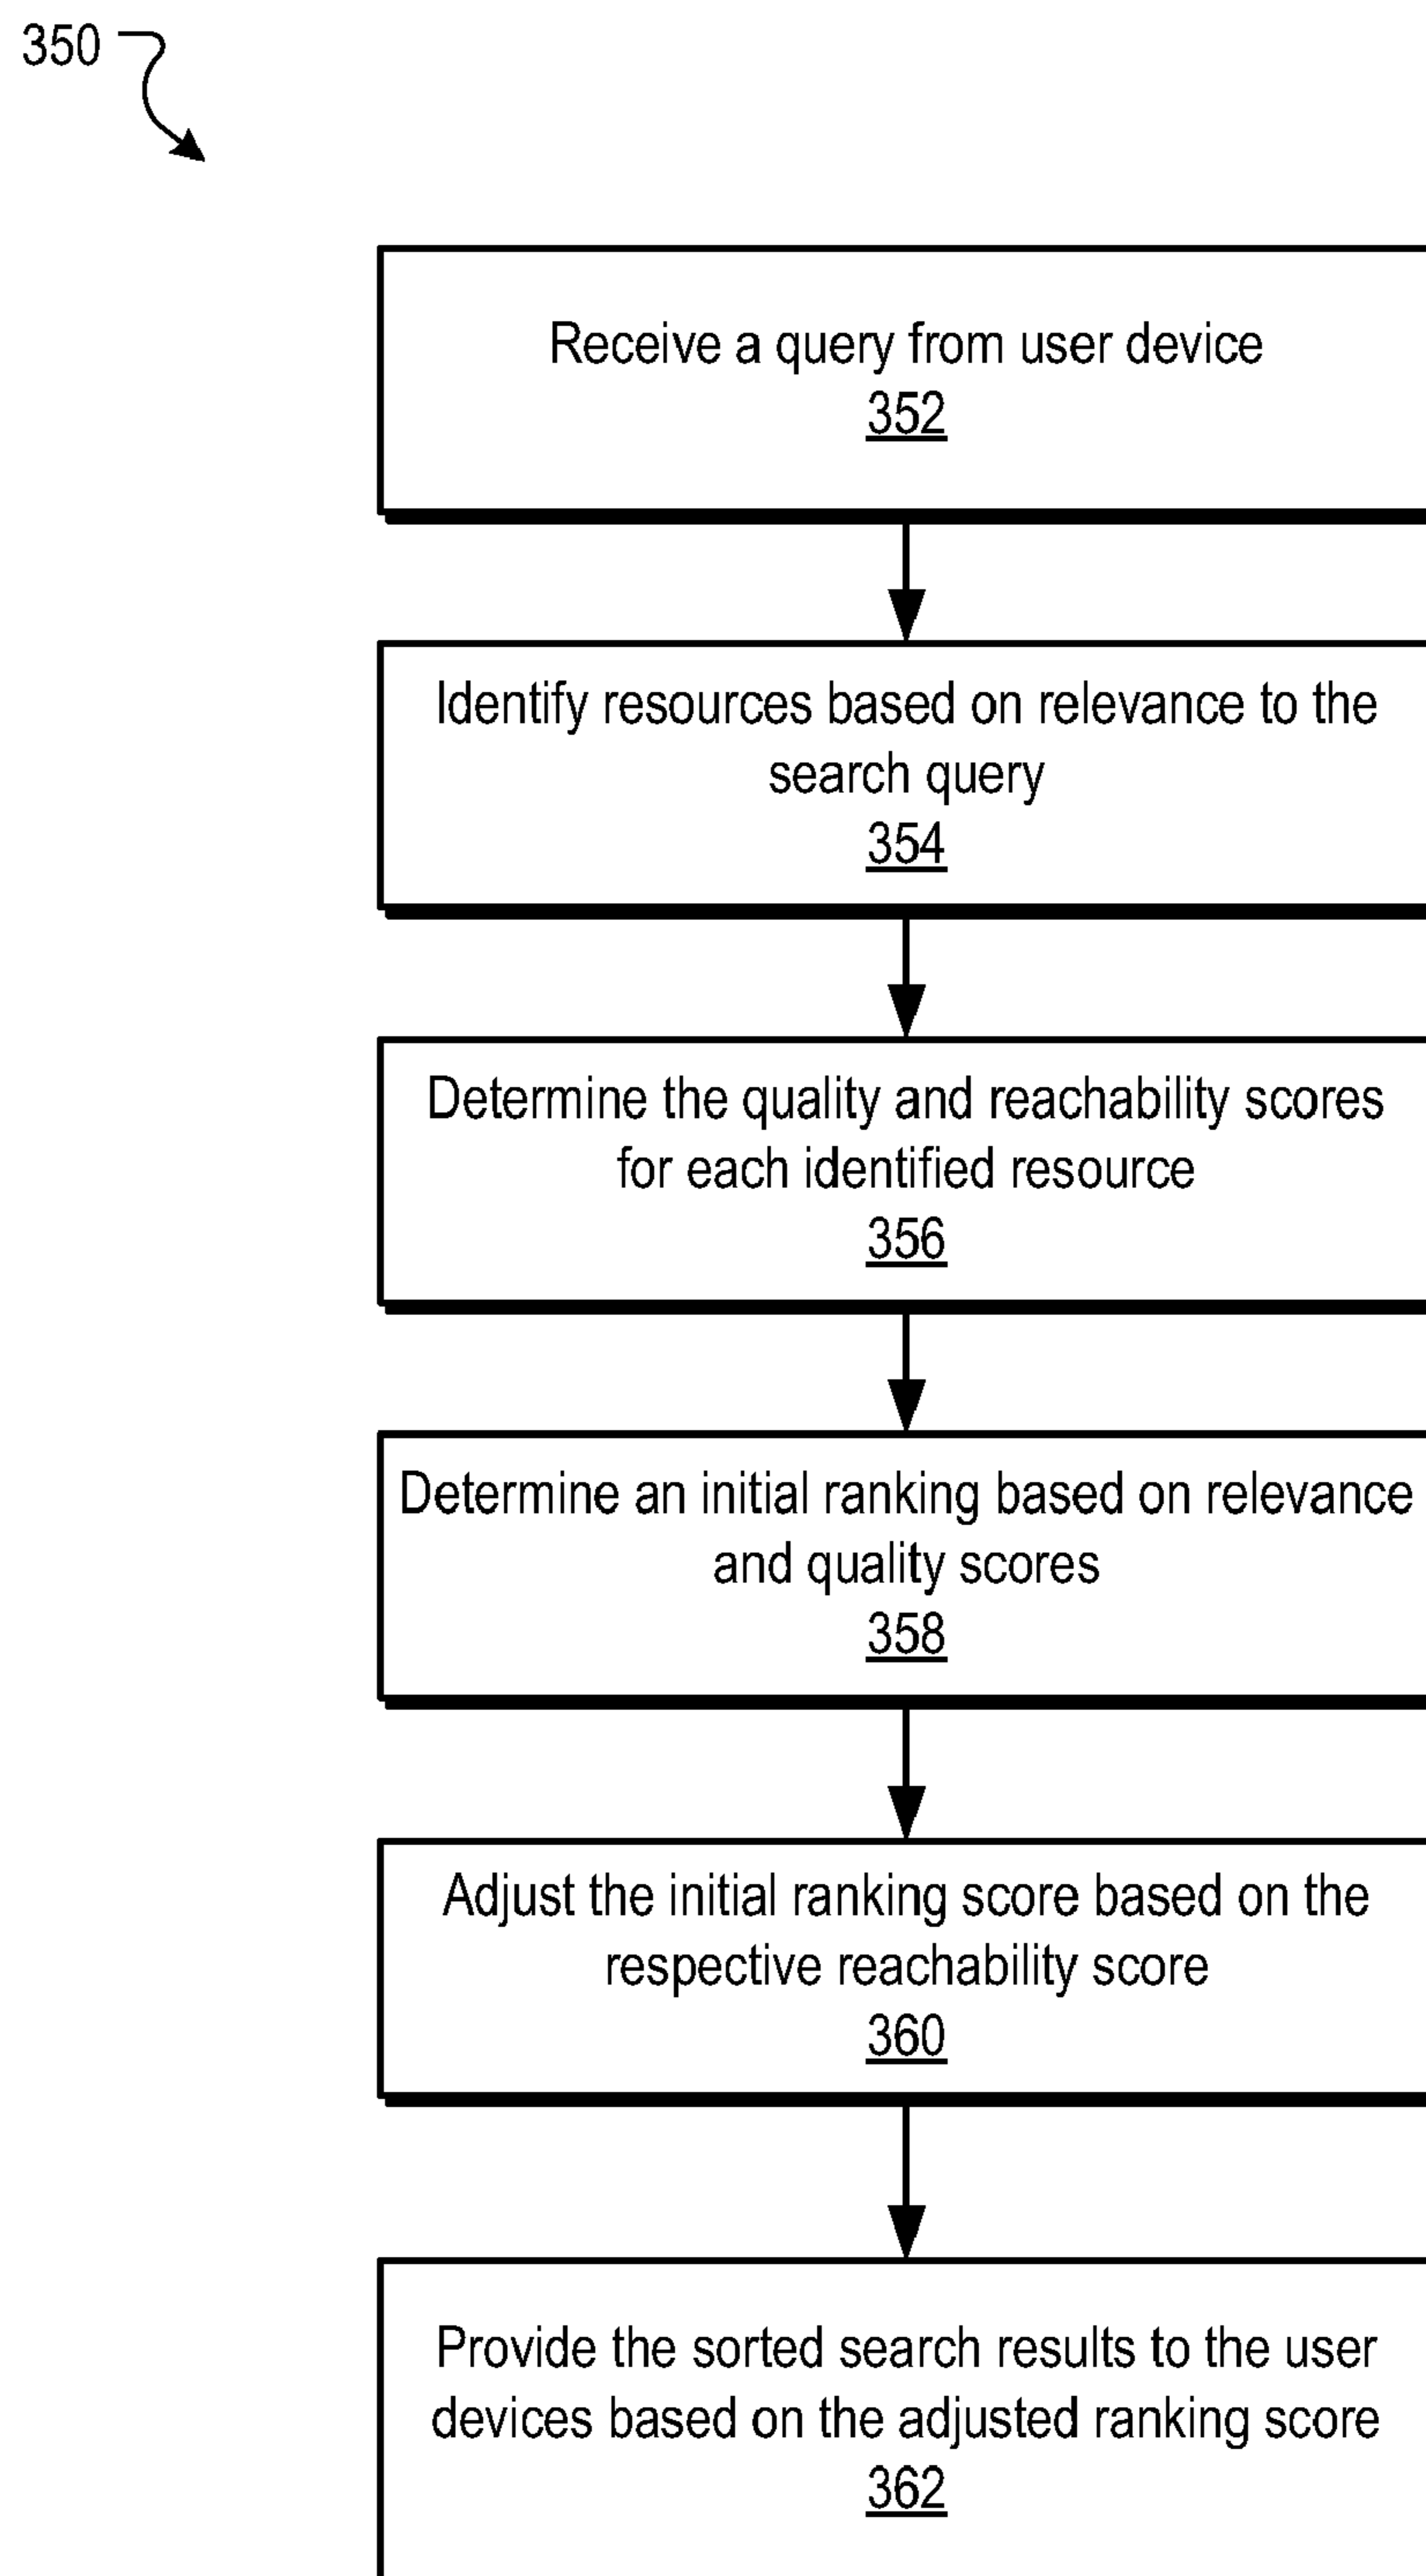 350
Receive a query from user device
352
Identify resources based on relevance to the
search query
354
Determine the quality and reachability scores
for each identified resource
356
Determine an initial ranking based on relevance
and quality scores
358
Adjust the initial ranking score based on the
respective reachability score
360
Provide the sorted search results to the user
devices based on the adjusted ranking score
362